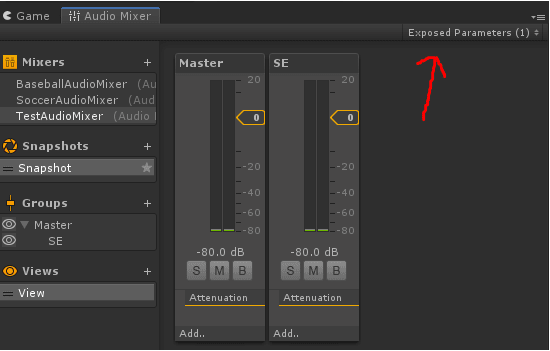 Game Audio Mixer
Exposed Parameters (1)
Mixers +
BaseballAudioMixer (Au
SoccerAudioMixer (Aud
TestAudioMixer (Audio
Snapshots +
Snapshot
Groups +
Master
SE
Views +
View
Master
20
0
-20
-40
-60
-80
-80.0 dB
S M B
Attenuation
Add..
SE
20
0
-20
-40
-60
-80
-80.0 dB
S M B
Attenuation
Add..